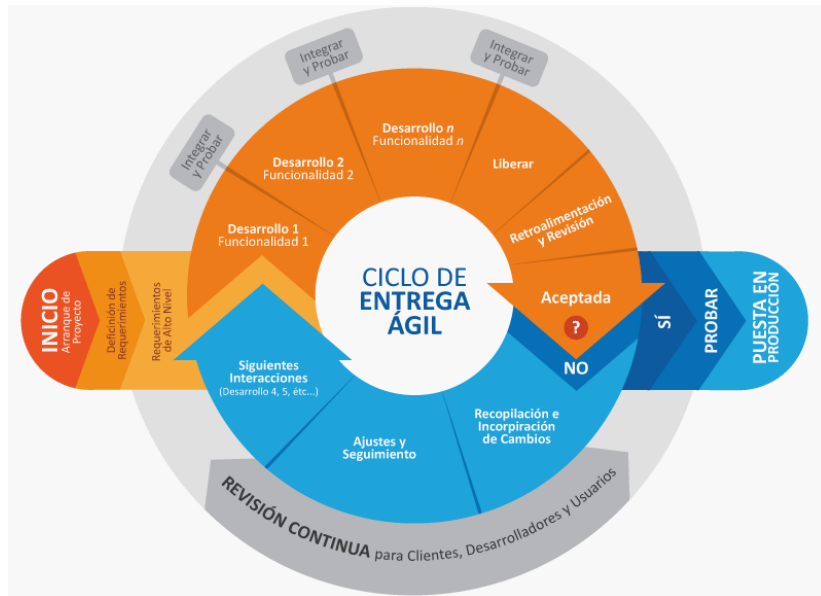 INICIO
Arranque de
Proyecto
Definición de
Requerimientos
Requerimientos
de Alto Nivel
Desarrollo 1
Funcionalidad 1
Integrar
y Probar
Desarrollo 2
Funcionalidad 2
Integrar
y Probar
Desarrollo n
Funcionalidad n
Integrar
y Probar
Liberar
Retroalimentación
y Revisión
Aceptada
?
SÍ
PROBAR
PUESTA EN
PRODUCCIÓN
NO
Recopilación e
Incorpiración
de Cambios
Ajustes y
Seguimiento
Siguientes
Interacciones
(Desarrollo 4, 5, étc...)
CICLO DE
ENTREGA
ÁGIL
REVISIÓN CONTINUA para Clientes, Desarrolladores y Usuarios